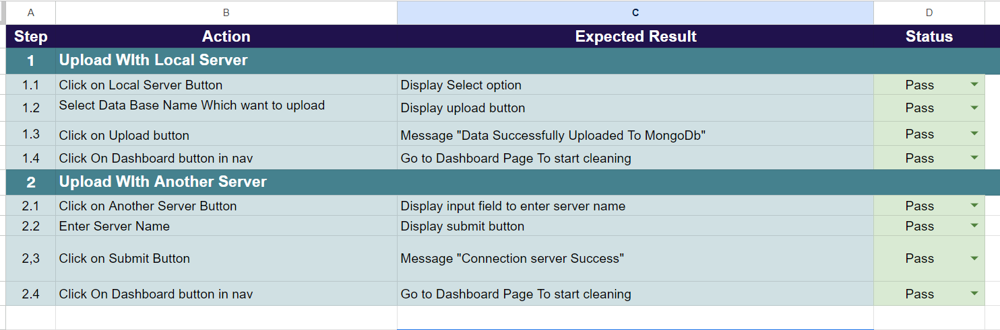 A B C D
Step Action Expected Result Status
1 Upload WIth Local Server
1.1 Click on Local Server Button Display Select option Pass
1.2 Select Data Base Name Which want to upload Display upload button Pass
1.3 Click on Upload button Message "Data Successfully Uploaded To MongoDb" Pass
1.4 Click On Dashboard button in nav Go to Dashboard Page To start cleaning Pass
2 Upload WIth Another Server
2.1 Click on Another Server Button Display input field to enter server name Pass
2.2 Enter Server Name Display submit button Pass
2,3 Click on Submit Button Message "Connection server Success" Pass
2.4 Click On Dashboard button in nav Go to Dashboard Page To start cleaning Pass